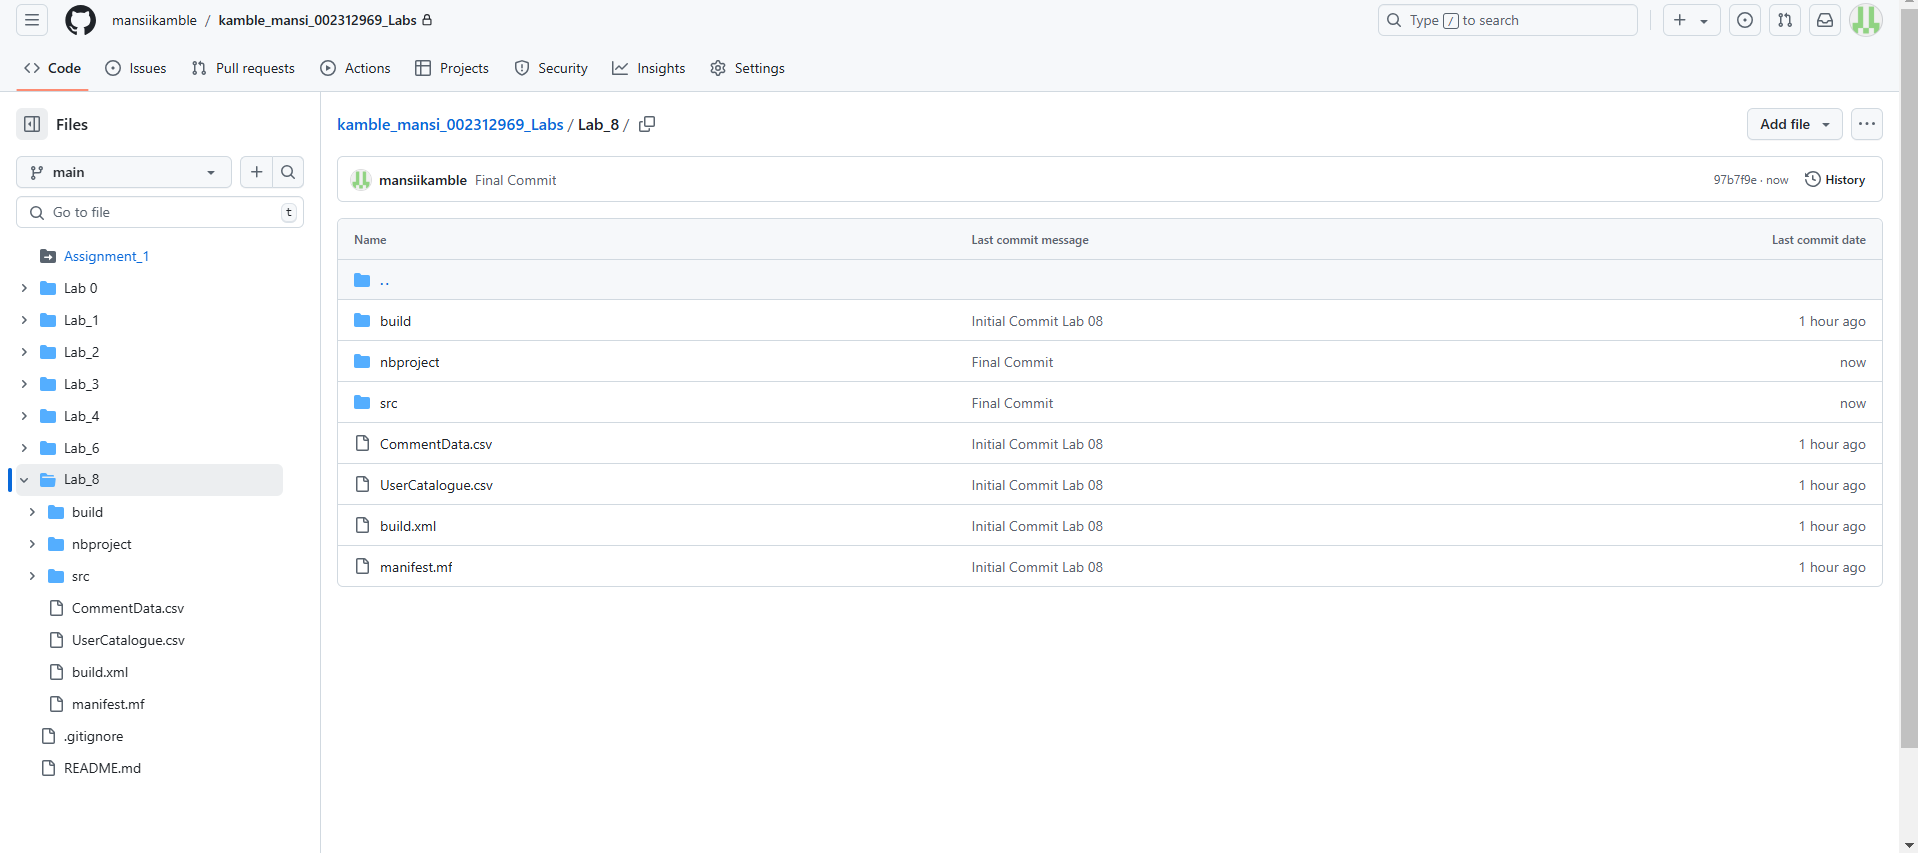 mansiikamble / kamble_mansi_002312969_Labs
Type / to search
Code Issues Pull requests Actions Projects Security Insights Settings
Files
main
Go to file t
Assignment_1
Lab 0
Lab_1
Lab_2
Lab_3
Lab_4
Lab_6
Lab_8
build
nbproject
src
CommentData.csv
UserCatalogue.csv
build.xml
manifest.mf
.gitignore
README.md
kamble_mansi_002312969_Labs / Lab_8 /
Add file
mansiikamble Final Commit 97b7f9e · now History
Name Last commit message Last commit date
..
build Initial Commit Lab 08 1 hour ago
nbproject Final Commit now
src Final Commit now
CommentData.csv Initial Commit Lab 08 1 hour ago
UserCatalogue.csv Initial Commit Lab 08 1 hour ago
build.xml Initial Commit Lab 08 1 hour ago
manifest.mf Initial Commit Lab 08 1 hour ago